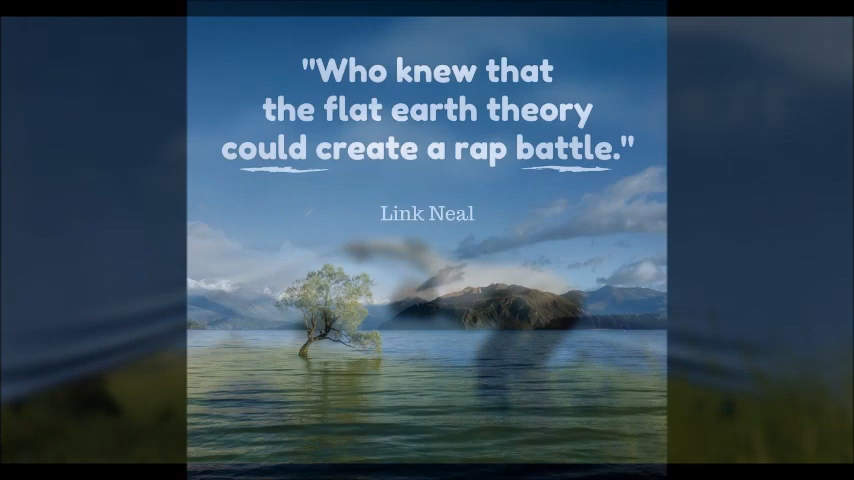 "Who knew that
the flat earth theory
could create a rap battle."
Link Neal